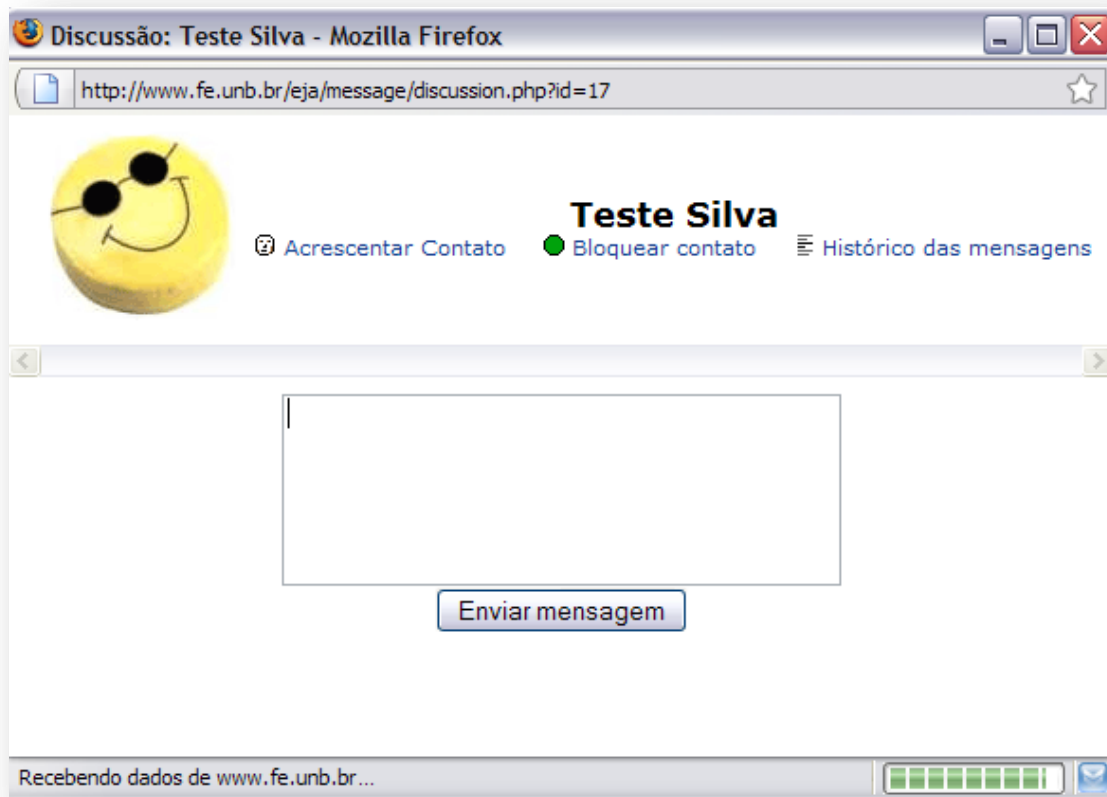 Discussão: Teste Silva - Mozilla Firefox
http://www.fe.unb.br/eja/message/discussion.php?id=17
Teste Silva
Acrescentar Contato Bloquear contato Histórico das mensagens
Enviar mensagem
Recebendo dados de www.fe.unb.br...